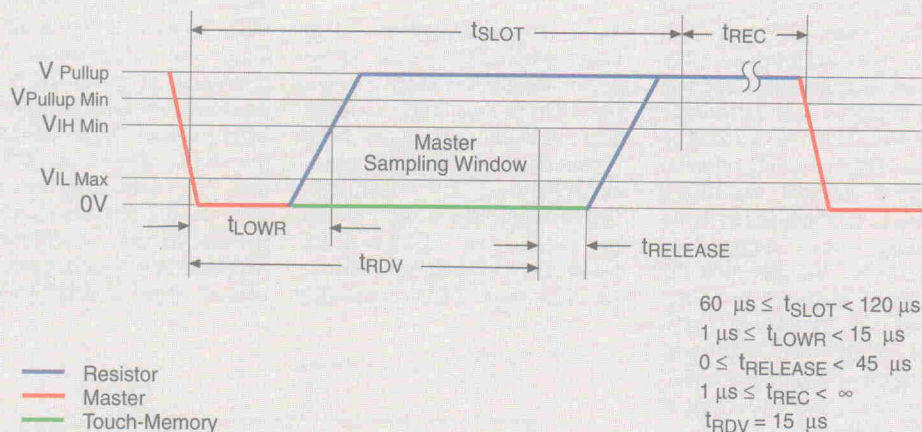 tSLOT
tREC
V Pullup
VPullup Min
VIH Min
Master
Sampling Window
VIL Max
0V
tLOWR
tRDV
tRELEASE
60 µs ≤ tSLOT < 120 µs
1 µs ≤ tLOWR < 15 µs
0 ≤ tRELEASE < 45 µs
1 µs ≤ tREC < ∞
tRDV = 15 µs
Resistor
Master
Touch-Memory